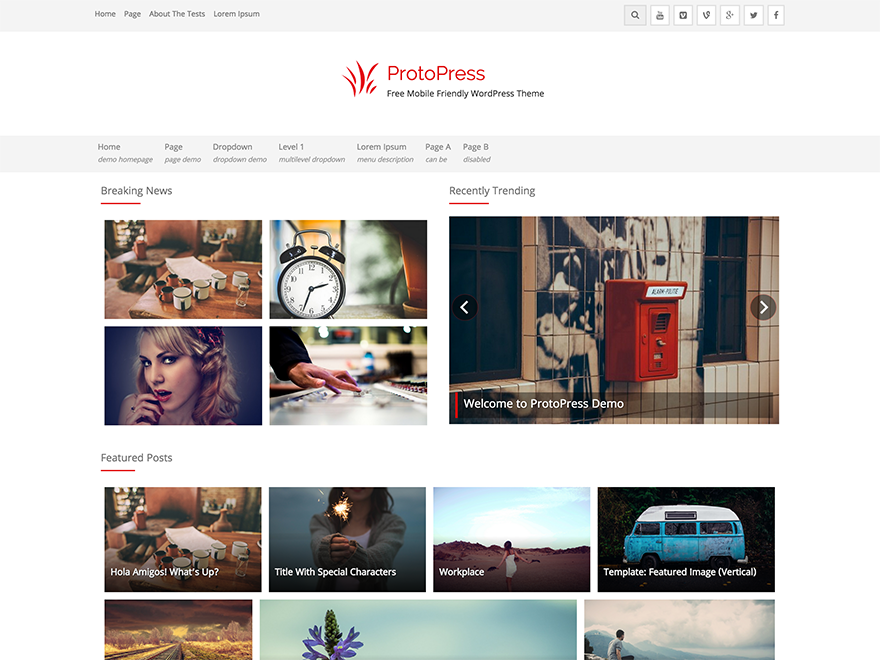 Home Page About The Tests Lorem Ipsum
ProtoPress
Free Mobile Friendly WordPress Theme
Home Page Dropdown Level 1 Lorem Ipsum Page A Page B
demo homepage page demo dropdown demo multilevel dropdown menu description can be disabled
Breaking News
Recently Trending
ALARM-POLITIE
Welcome to ProtoPress Demo
Featured Posts
Hola Amigos! What's Up?
Title With Special Characters
Workplace
Template: Featured Image (Vertical)